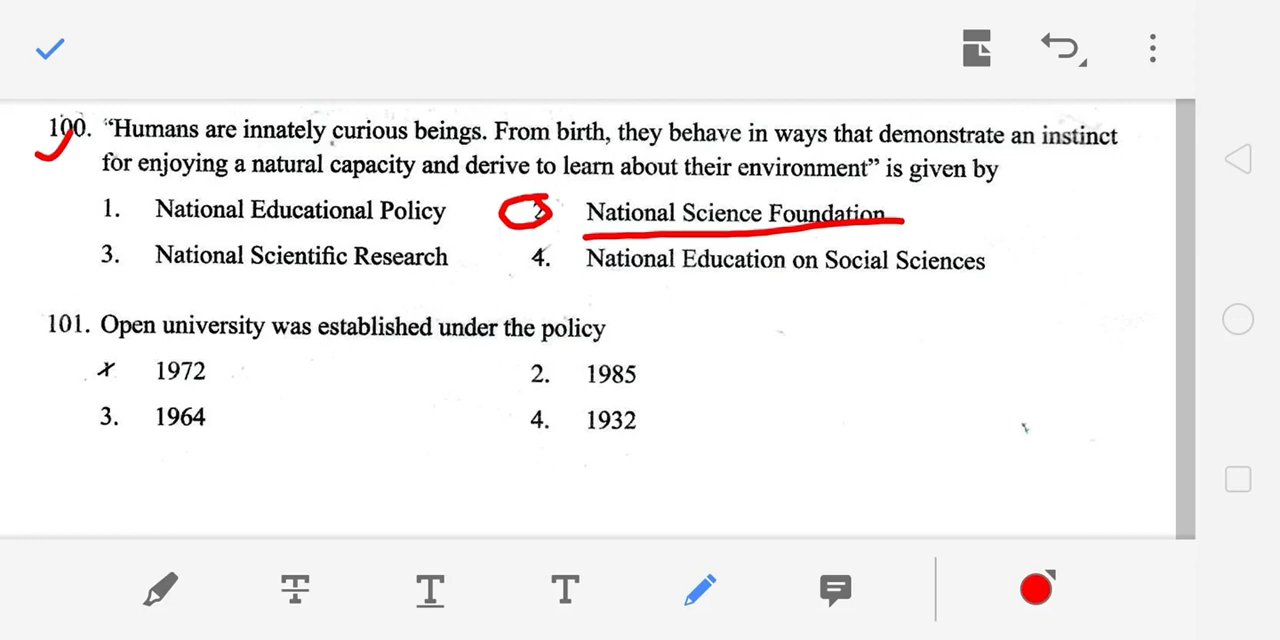 100. “Humans are innately curious beings. From birth, they behave in ways that demonstrate an instinct
for enjoying a natural capacity and derive to learn about their environment” is given by
1. National Educational Policy 2. National Science Foundation
3. National Scientific Research 4. National Education on Social Sciences
101. Open university was established under the policy
1972 2. 1985
3. 1964 4. 1932
T T T